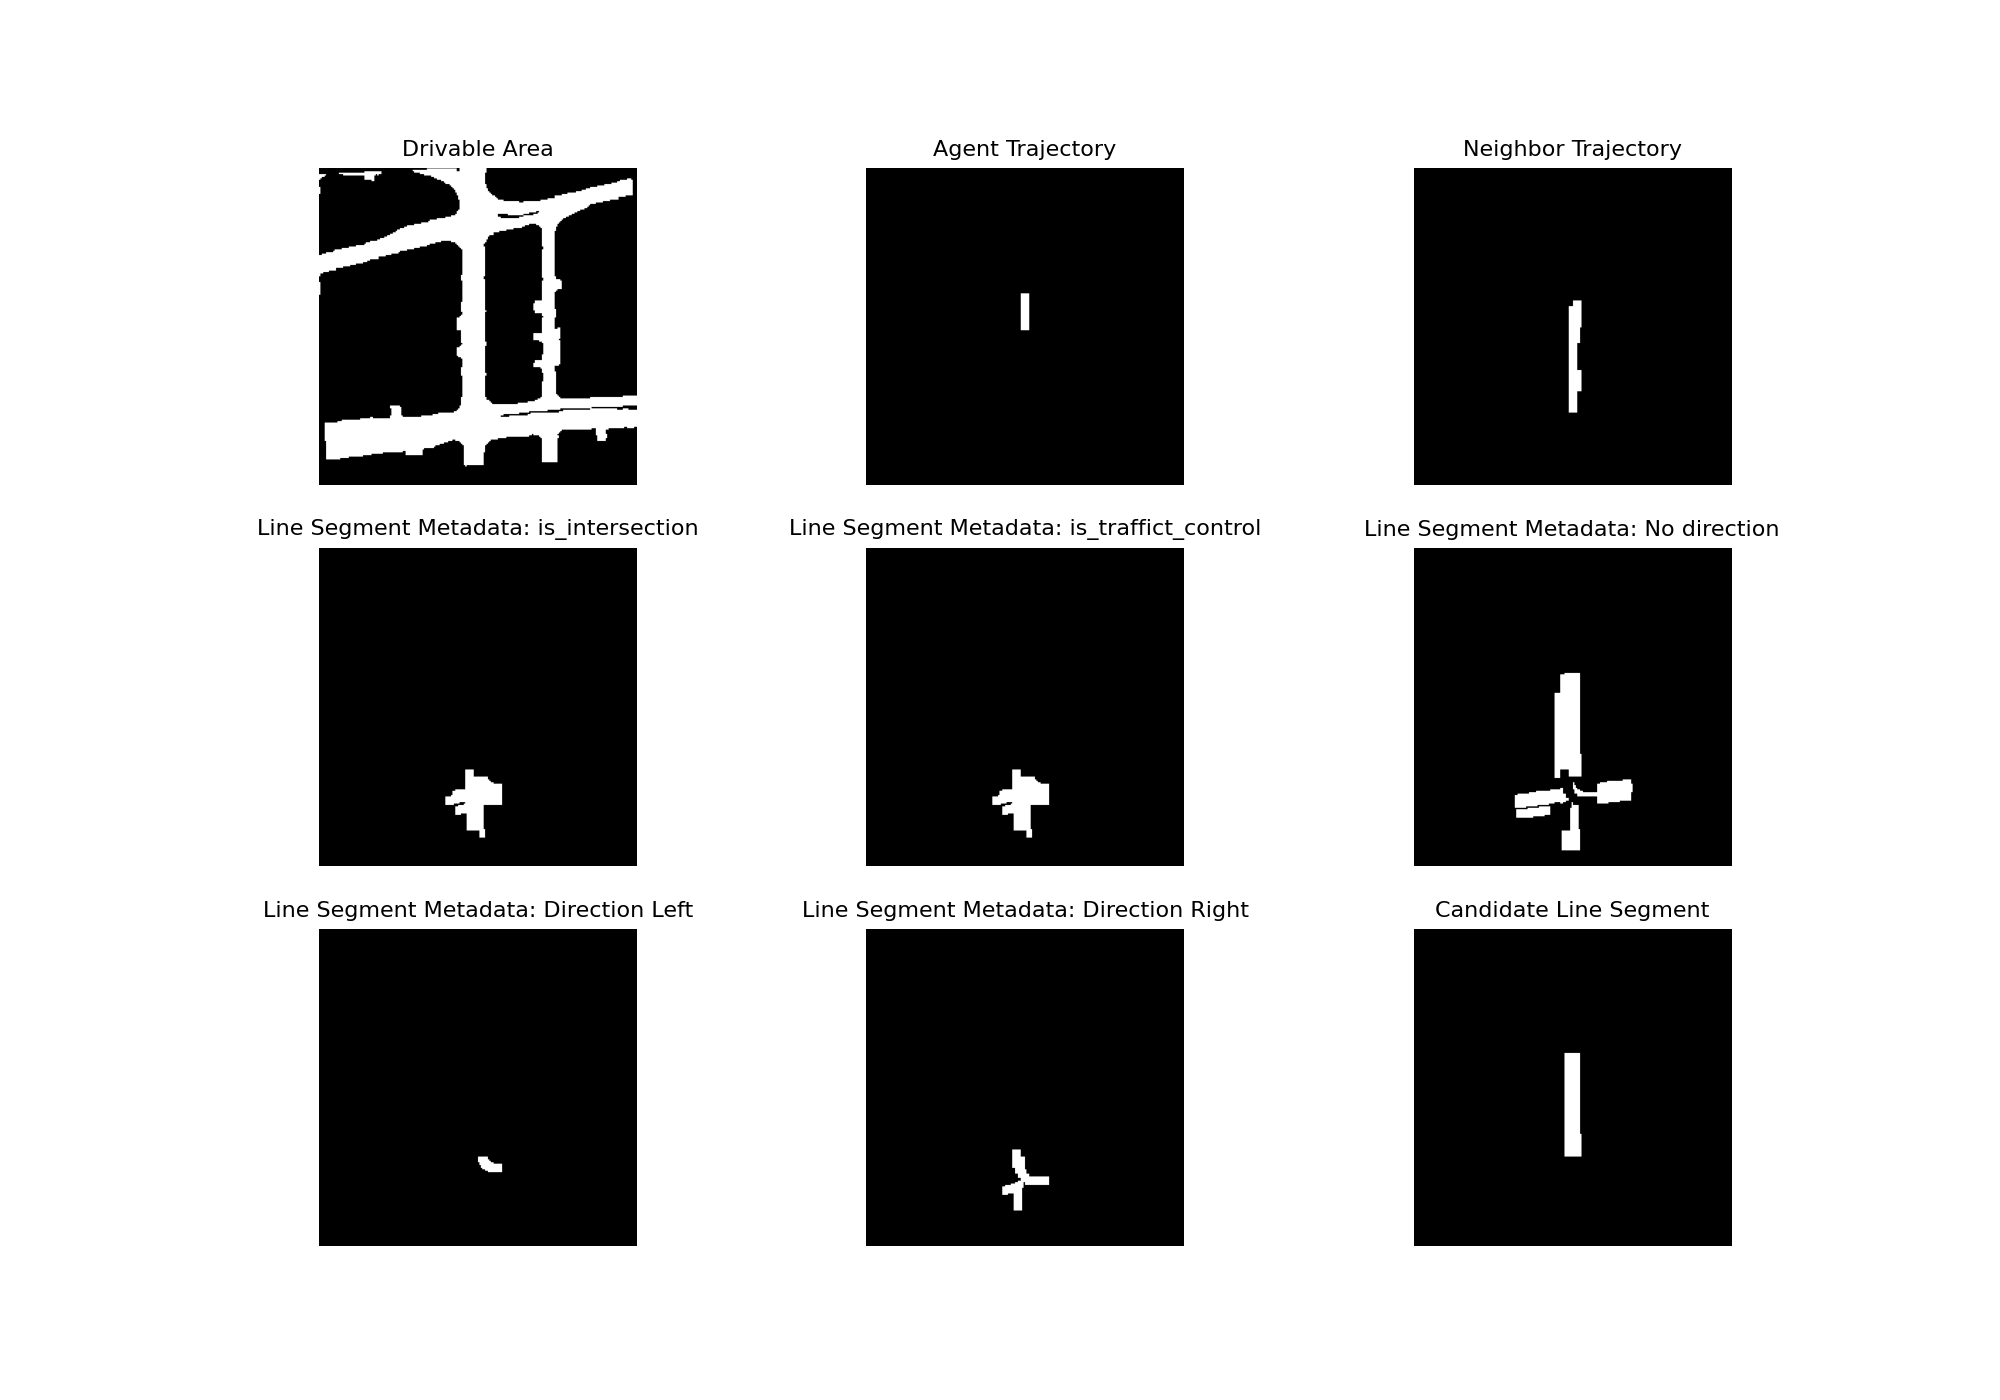 Drivable Area
Agent Trajectory
Neighbor Trajectory
Line Segment Metadata: is_intersection
Line Segment Metadata: is_traffict_control
Line Segment Metadata: No direction
Line Segment Metadata: Direction Left
Line Segment Metadata: Direction Right
Candidate Line Segment